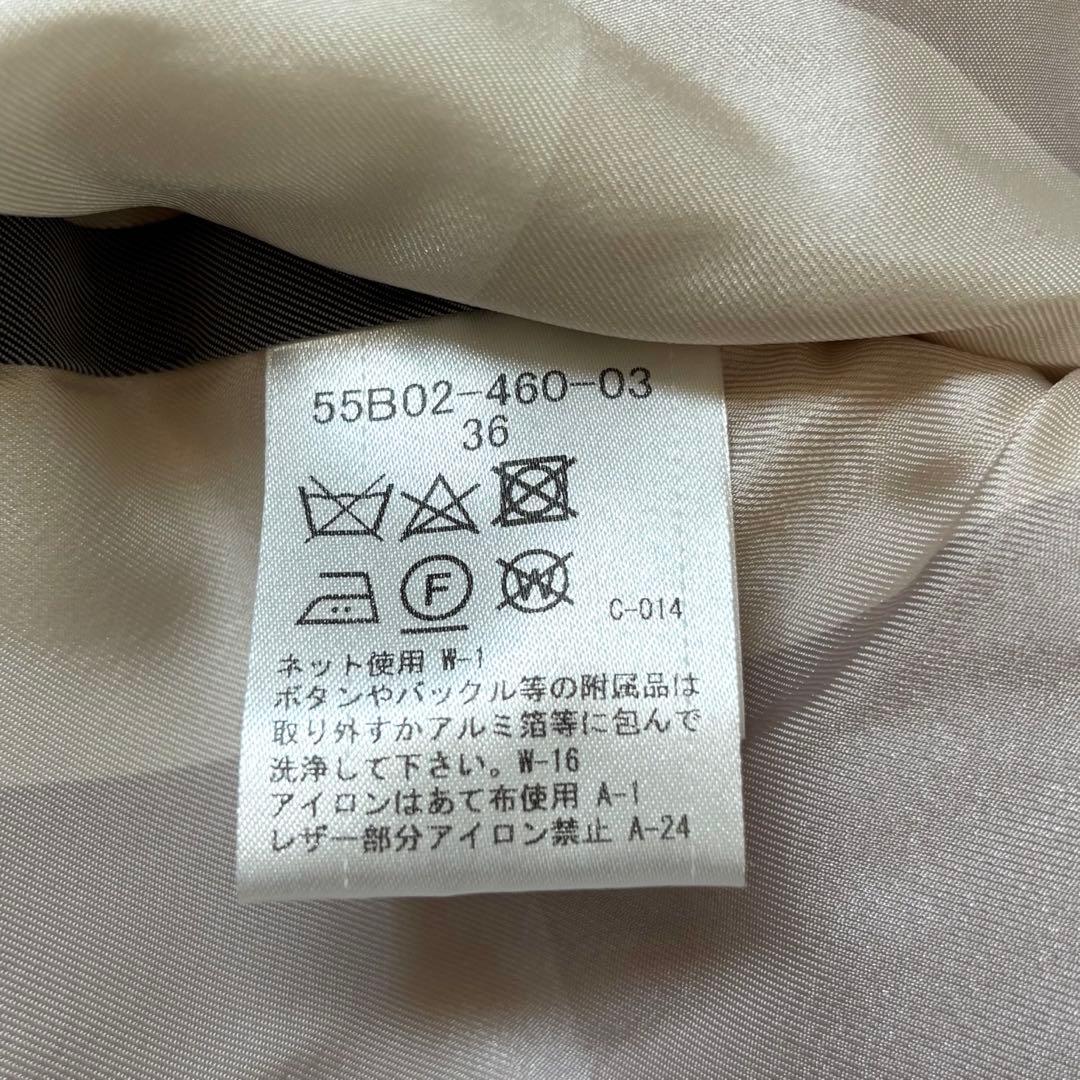 55B02-460-03
36
F W C-014
ネット使用 W-1
ボタンやバックル等の附属品は
取り外すかアルミ箔等に包んで
洗浄して下さい。W-16
アイロンはあて布使用 A-1
レザー部分アイロン禁止 A-24